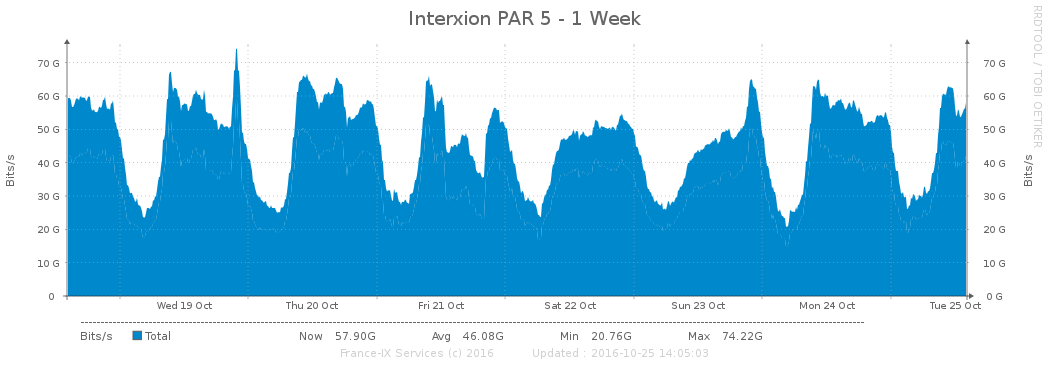 Interxion PAR 5 - 1 Week
RRDTOOL / TOBI OETIKER
Bits/s
70 G 70 G
60 G 60 G
50 G 50 G
40 G 40 G
30 G 30 G
20 G 20 G
10 G 10 G
0 0 G
Bits/s
Wed 19 Oct Thu 20 Oct Fri 21 Oct Sat 22 Oct Sun 23 Oct Mon 24 Oct Tue 25 Oct
Bits/s Total Now 57.90G Avg 46.08G Min 20.76G Max 74.22G
France-IX Services (c) 2016 Updated : 2016-10-25 14:05:03